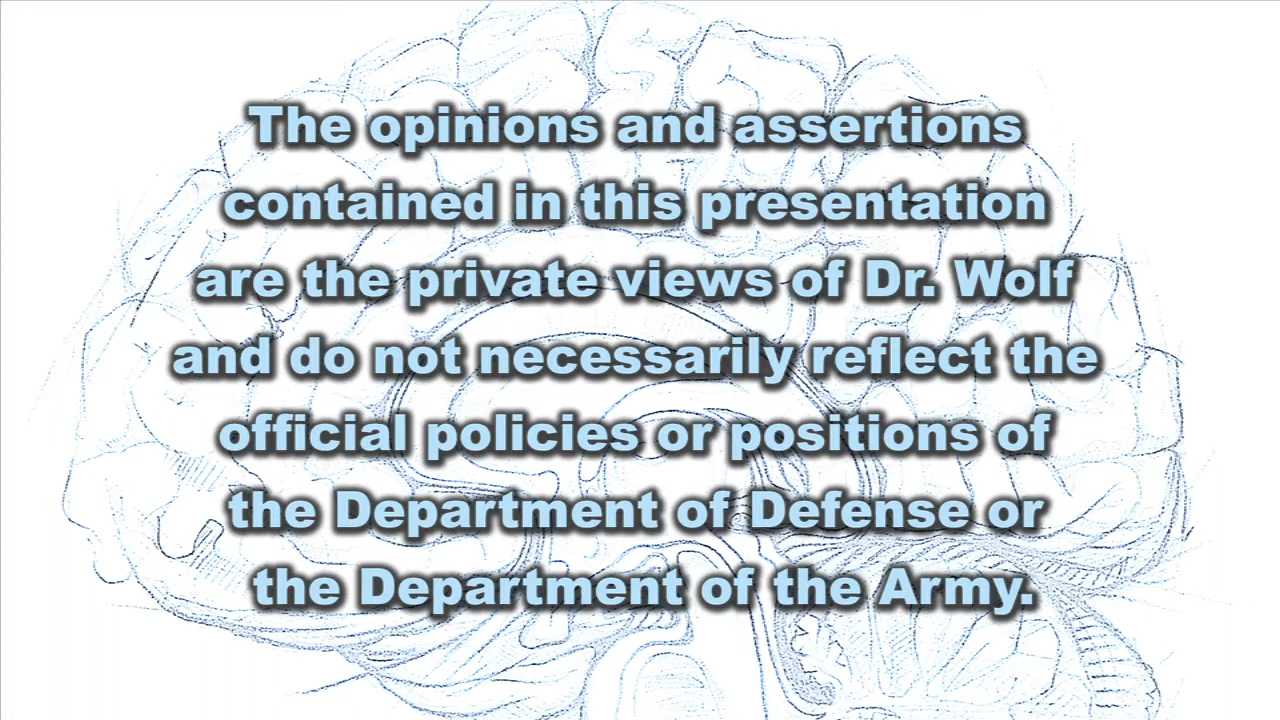 The opinions and assertions
contained in this presentation
are the private views of Dr. Wolf
and do not necessarily reflect the
official policies or positions of
the Department of Defense or
the Department of the Army.